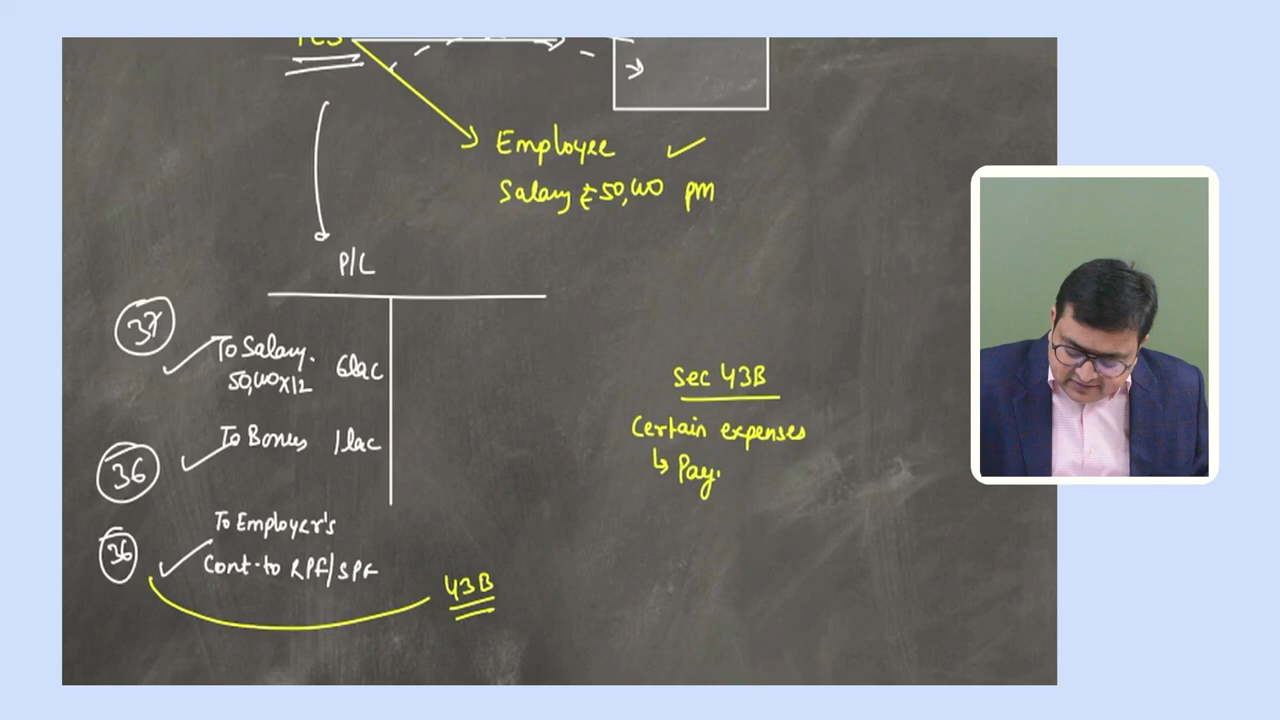 TCS
Employee
Salary ₹50,000 pm
P/L
37
To Salary. 6lac
50,000x12
36
To Bonus 1lac
36
To Employer's
Cont-to RPF/SPF
43B
Sec 43B
Certain expenses
↳ Pay.